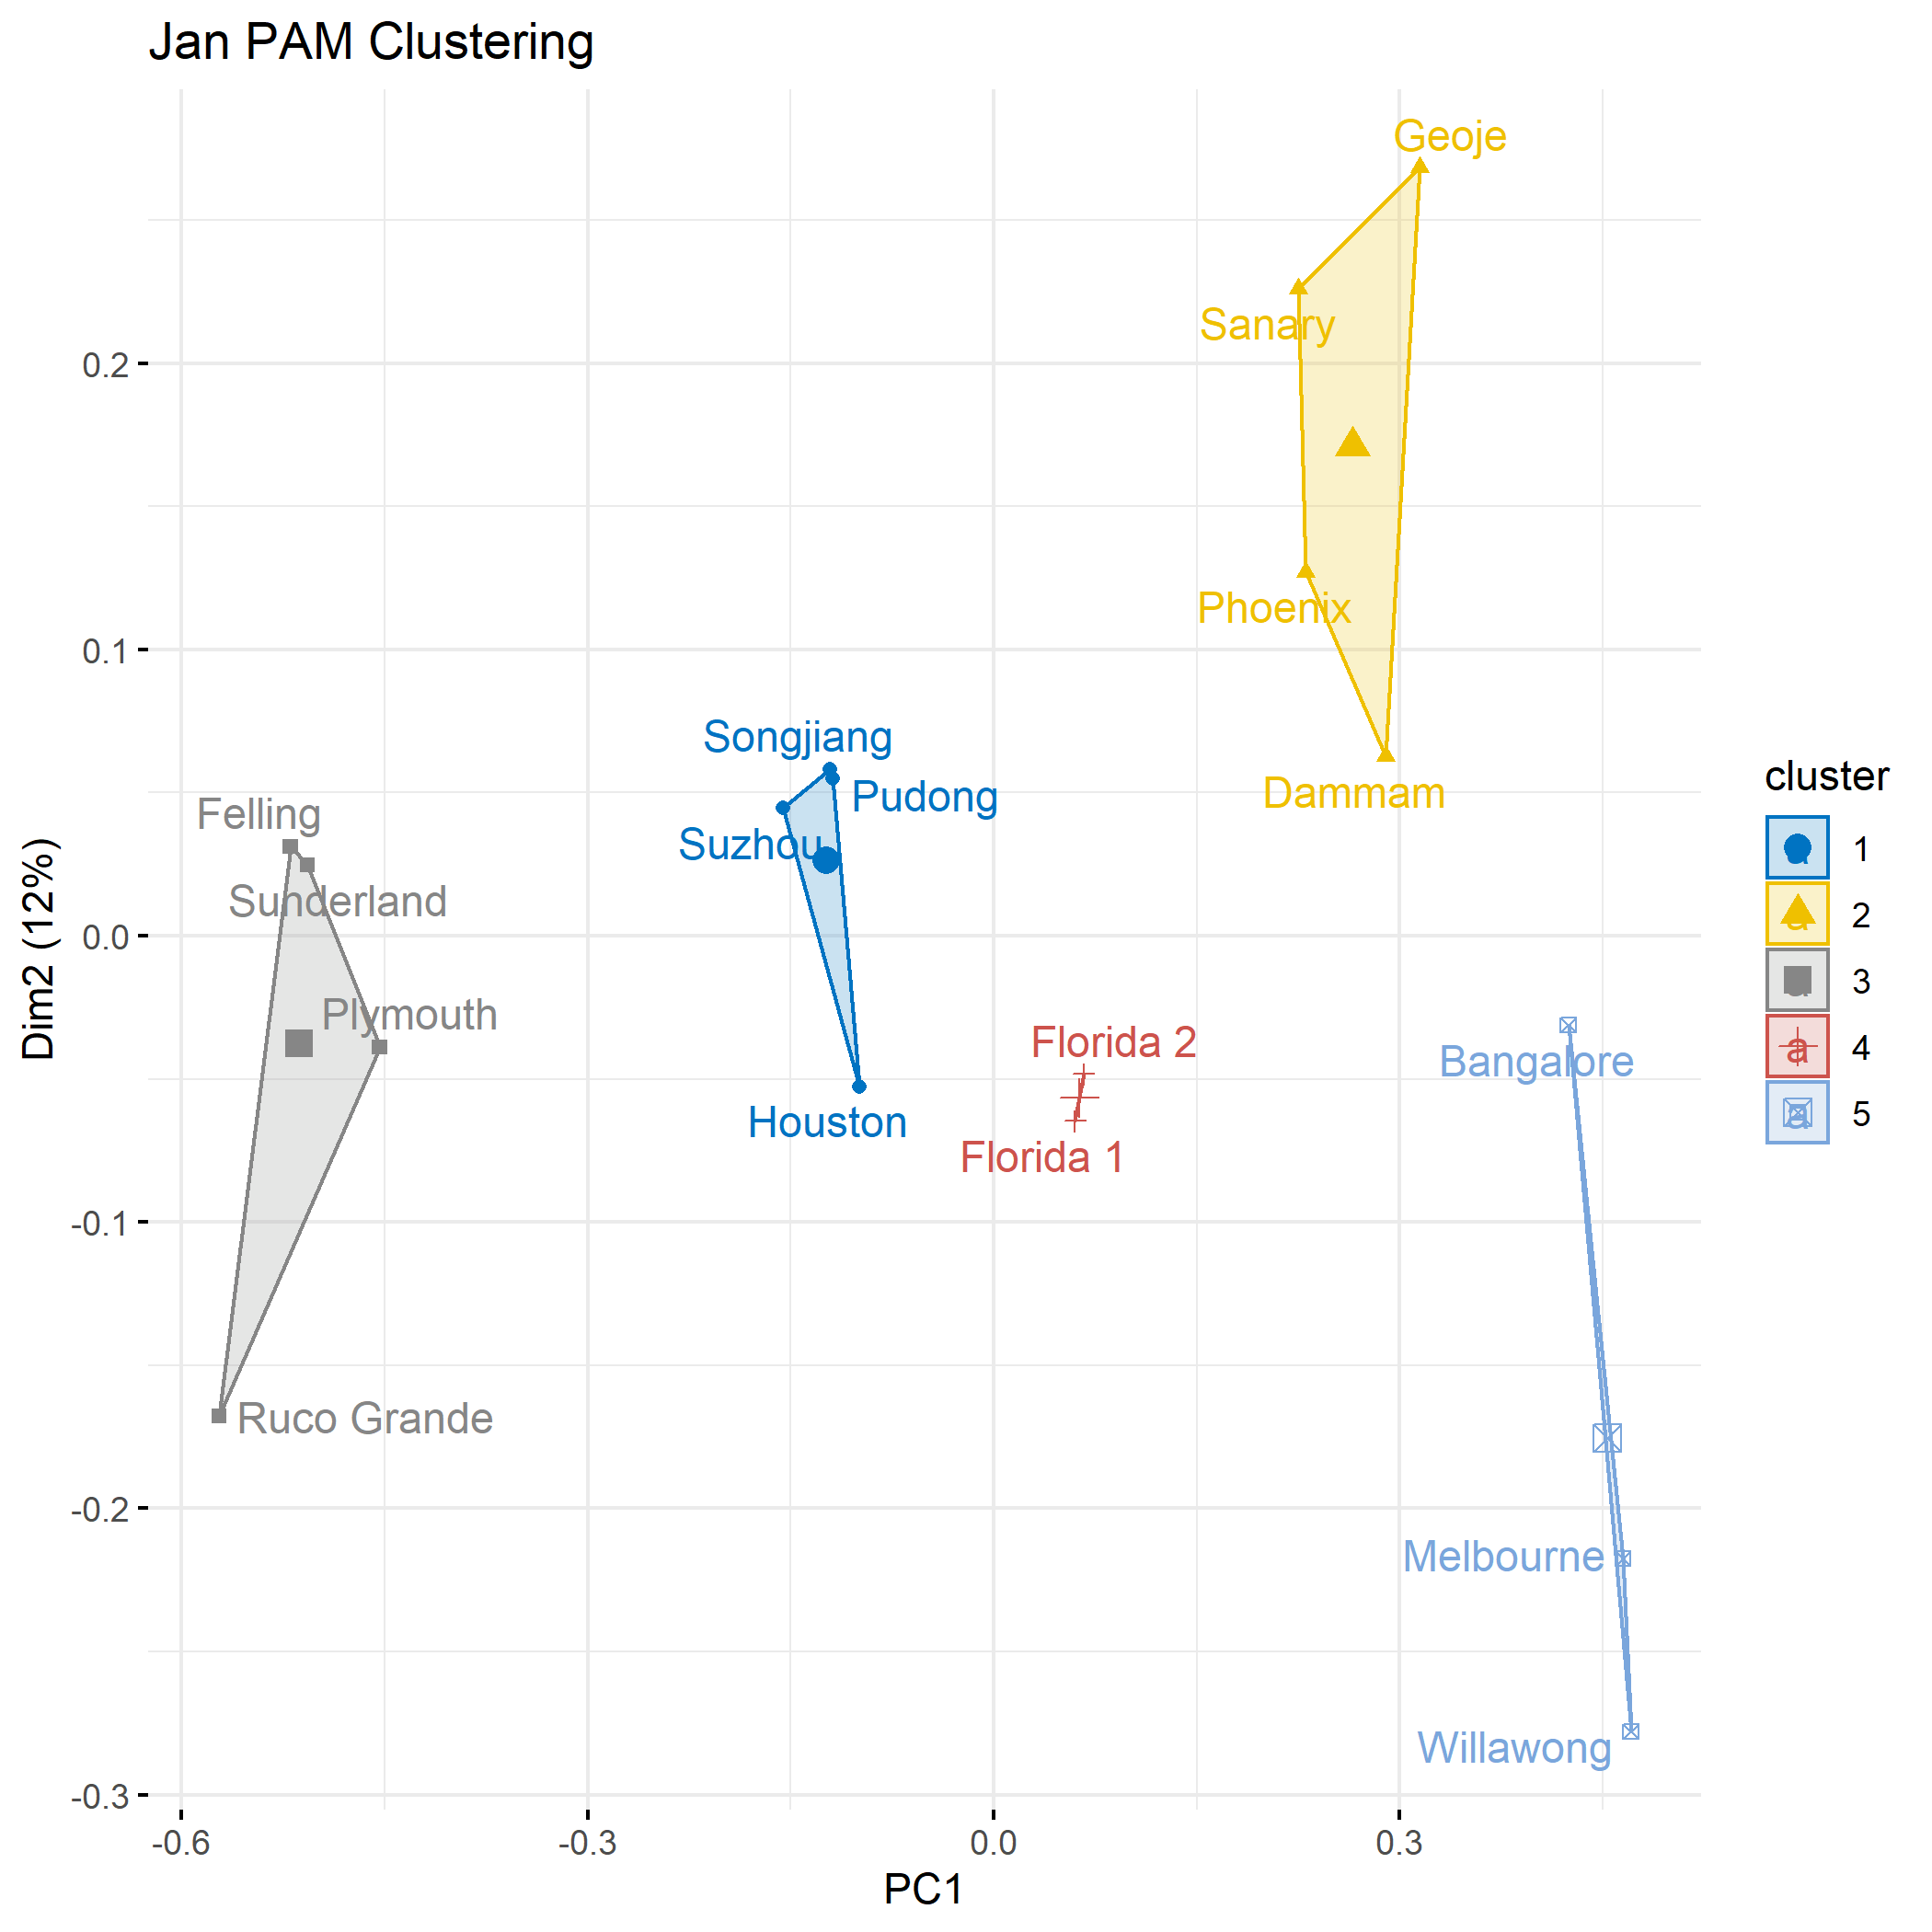 Jan PAM Clustering
Geoje
Sanary
Phoenix
Dammam
Songjiang
Pudong
Suzhou
Houston
Felling
Sunderland
Plymouth
Ruco Grande
Florida 2
Florida 1
Bangalore
Melbourne
Willawong
0.2
0.1
0.0
-0.1
-0.2
-0.3
Dim2 (12%)
-0.6 -0.3 0.0 0.3
PC1
cluster
a 1
a 2
a 3
a 4
a 5